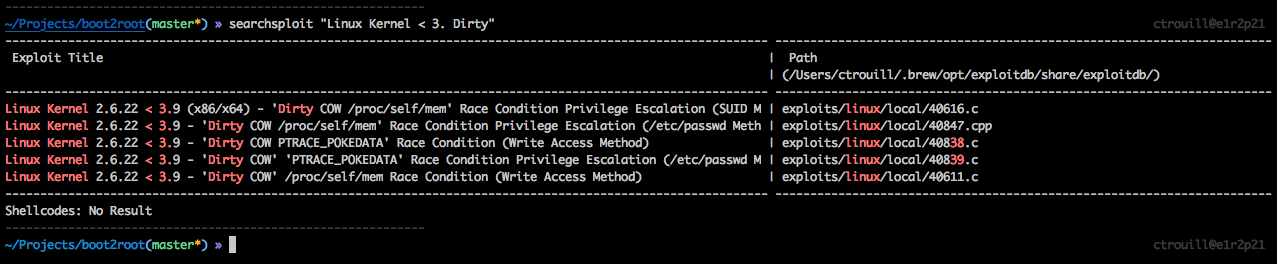 ~/Projects/boot2root(master*) » searchsploit "Linux Kernel < 3. Dirty" ctrouill@e1r2p21
Exploit Title | Path
| (/Users/ctrouill/.brew/opt/exploitdb/share/exploitdb/)
Linux Kernel 2.6.22 < 3.9 (x86/x64) - 'Dirty COW /proc/self/mem' Race Condition Privilege Escalation (SUID M | exploits/linux/local/40616.c
Linux Kernel 2.6.22 < 3.9 - 'Dirty COW /proc/self/mem' Race Condition Privilege Escalation (/etc/passwd Meth | exploits/linux/local/40847.cpp
Linux Kernel 2.6.22 < 3.9 - 'Dirty COW PTRACE_POKEDATA' Race Condition (Write Access Method) | exploits/linux/local/40838.c
Linux Kernel 2.6.22 < 3.9 - 'Dirty COW' 'PTRACE_POKEDATA' Race Condition Privilege Escalation (/etc/passwd M | exploits/linux/local/40839.c
Linux Kernel 2.6.22 < 3.9 - 'Dirty COW' /proc/self/mem Race Condition (Write Access Method) | exploits/linux/local/40611.c
Shellcodes: No Result
~/Projects/boot2root(master*) » ctrouill@e1r2p21